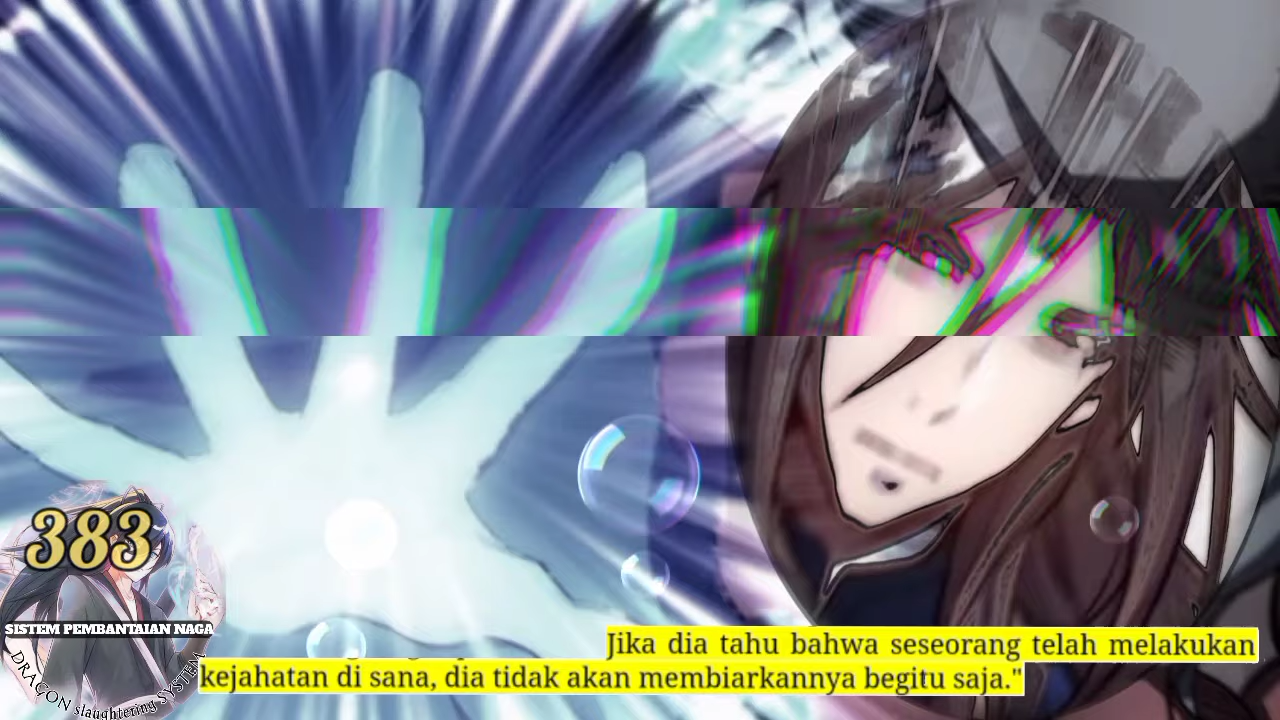 383
SISTEM PEMBANTAIAN NAGA
DRAGON slaughtering SYSTEM
Jika dia tahu bahwa seseorang telah melakukan
kejahatan di sana, dia tidak akan membiarkannya begitu saja."